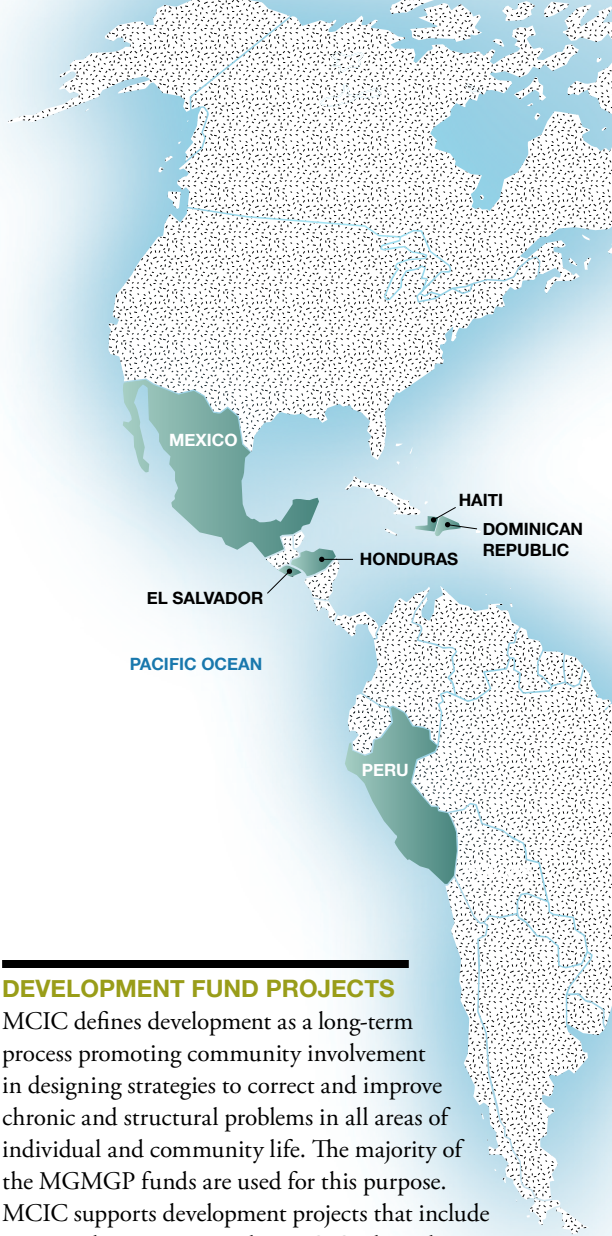 MEXICO
HAITI
DOMINICAN
REPUBLIC
HONDURAS
EL SALVADOR
PACIFIC OCEAN
PERU
DEVELOPMENT FUND PROJECTS
MCIC defines development as a long-term
process promoting community involvement
in designing strategies to correct and improve
chronic and structural problems in all areas of
individual and community life. The majority of
the MGMGP funds are used for this purpose.
MCIC supports development projects that include